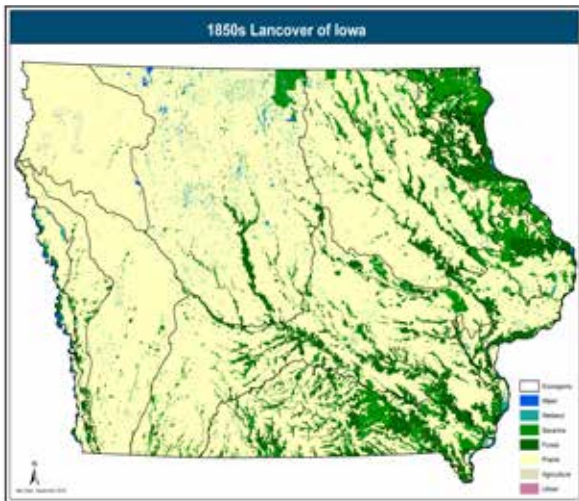 1850s Lancover of Iowa
Ecoregions
Water
Wetland
Savanna
Forest
Prairie
Agriculture
Urban
N